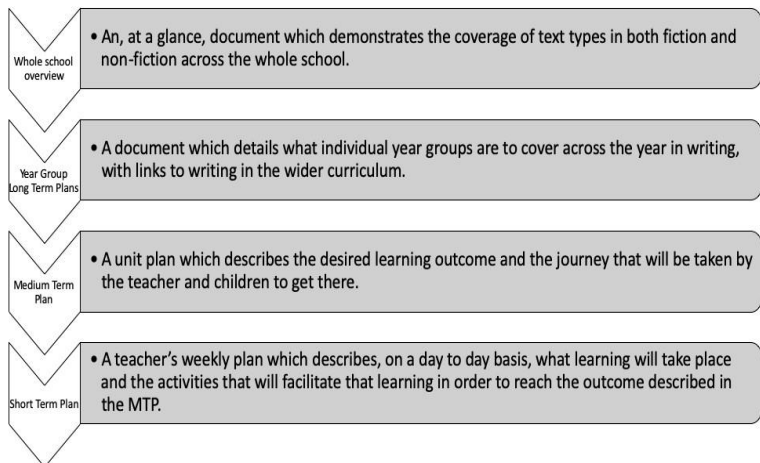 Whole school
overview
• An, at a glance, document which demonstrates the coverage of text types in both fiction and
non-fiction across the whole school.
Year Group
Long Term Plans
• A document which details what individual year groups are to cover across the year in writing,
with links to writing in the wider curriculum.
Medium Term
Plan
• A unit plan which describes the desired learning outcome and the journey that will be taken by
the teacher and children to get there.
Short Term Plan
• A teacher's weekly plan which describes, on a day to day basis, what learning will take place
and the activities that will facilitate that learning in order to reach the outcome described in
the MTP.